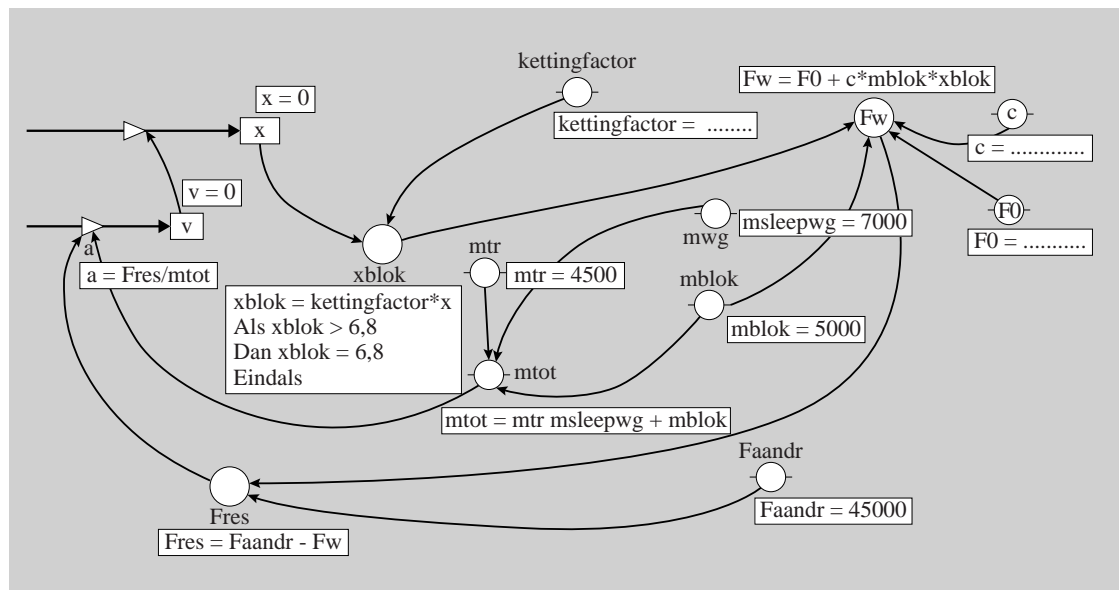 kettingfactor
kettingfactor = ........
Fw = F0 + c*mblok*xblok
Fw
c
c = .............
F0
F0 = ...........
x = 0
x
v = 0
v
a
a = Fres/mtot
xblok
xblok = kettingfactor*x
Als xblok > 6,8
Dan xblok = 6,8
Eindals
mtr
mtr = 4500
mwg
msleepwg = 7000
mblok
mblok = 5000
mtot
mtot = mtr msleepwg + mblok
Faandr
Faandr = 45000
Fres
Fres = Faandr - Fw